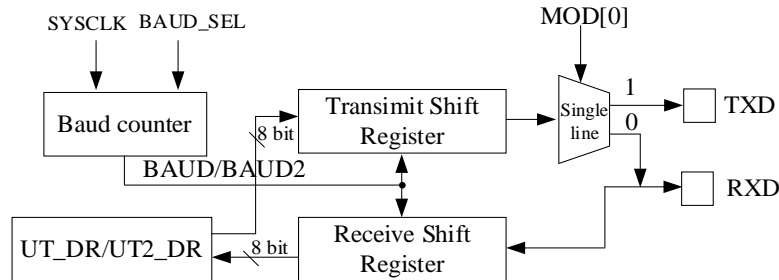 SYSCLK BAUD_SEL
MOD[0]
Baud counter
8 bit
Transimit Shift
Register
Single
line
1
0
TXD
BAUD/BAUD2
RXD
UT_DR/UT2_DR
8 bit
Receive Shift
Register